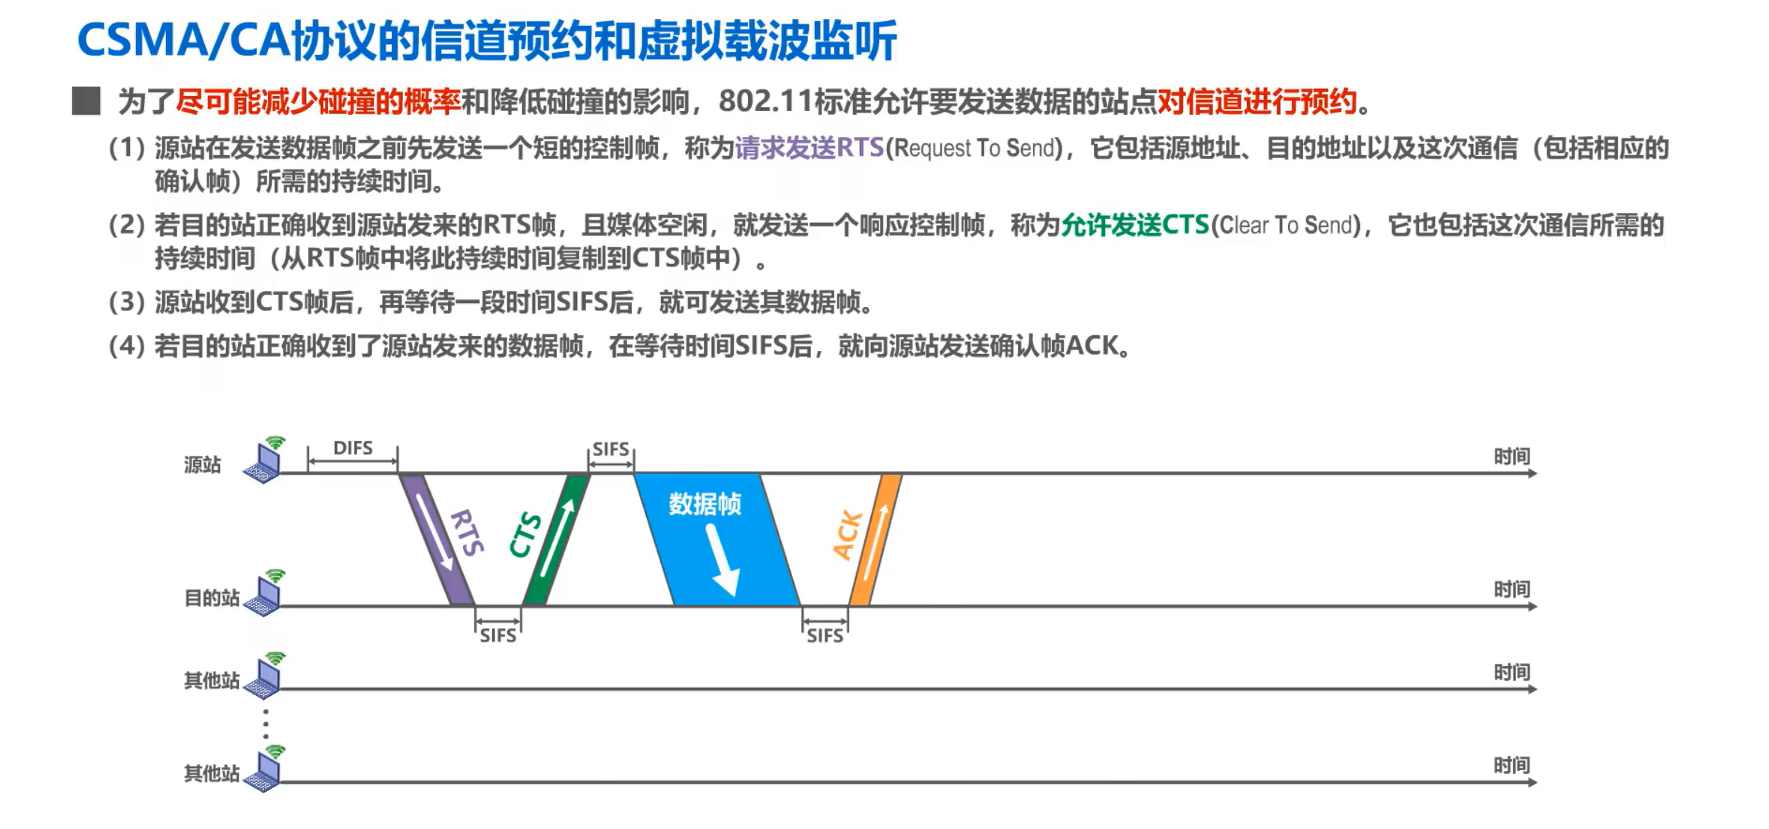 CSMA/CA协议的信道预约和虚拟载波监听
为了尽可能减少碰撞的概率和降低碰撞的影响，802.11标准允许要发送数据的站点对信道进行预约。
(1) 源站在发送数据帧之前先发送一个短的控制帧，称为请求发送RTS(Request To Send)，它包括源地址、目的地址以及这次通信（包括相应的
确认帧）所需的持续时间。
(2) 若目的站正确收到源站发来的RTS帧，且媒体空闲，就发送一个响应控制帧，称为允许发送CTS(Clear To Send)，它也包括这次通信所需的
持续时间（从RTS帧中将此持续时间复制到CTS帧中）。
(3) 源站收到CTS帧后，再等待一段时间SIFS后，就可发送其数据帧。
(4) 若目的站正确收到了源站发来的数据帧，在等待时间SIFS后，就向源站发送确认帧ACK。
DIFS
SIFS
源站
时间
数据帧
RTS
CTS
ACK
目的站
时间
SIFS
SIFS
其他站
时间
其他站
时间